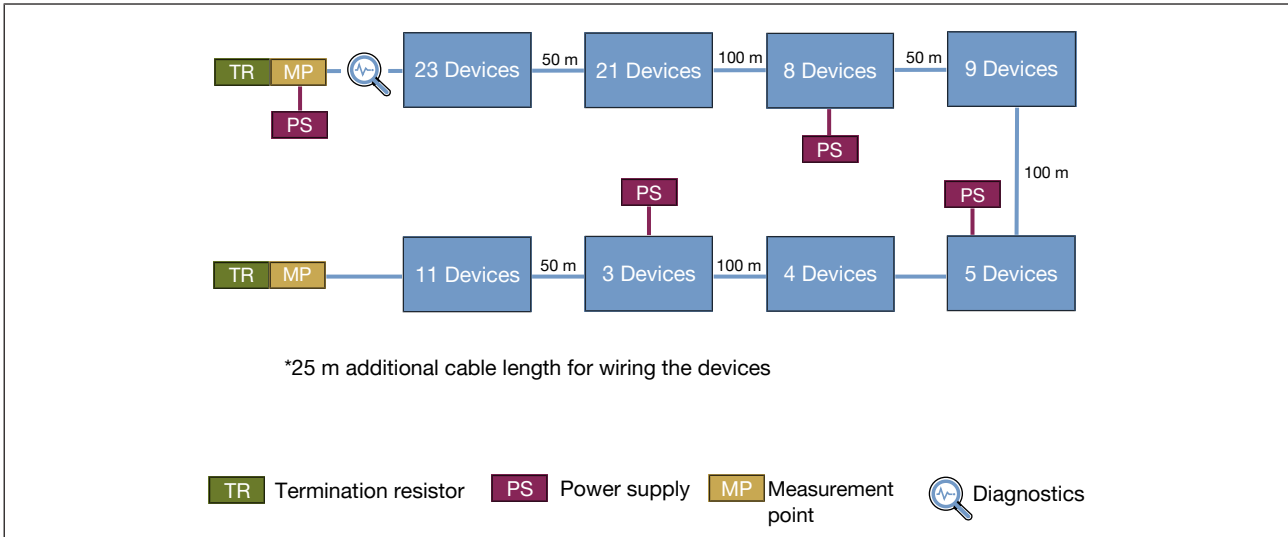 TR MP 23 Devices 50 m 21 Devices 100 m 8 Devices 50 m 9 Devices
PS
PS
100 m
PS
PS
TR MP 11 Devices 50 m 3 Devices 100 m 4 Devices 5 Devices
*25 m additional cable length for wiring the devices
TR Termination resistor PS Power supply MP Measurement
point
Diagnostics